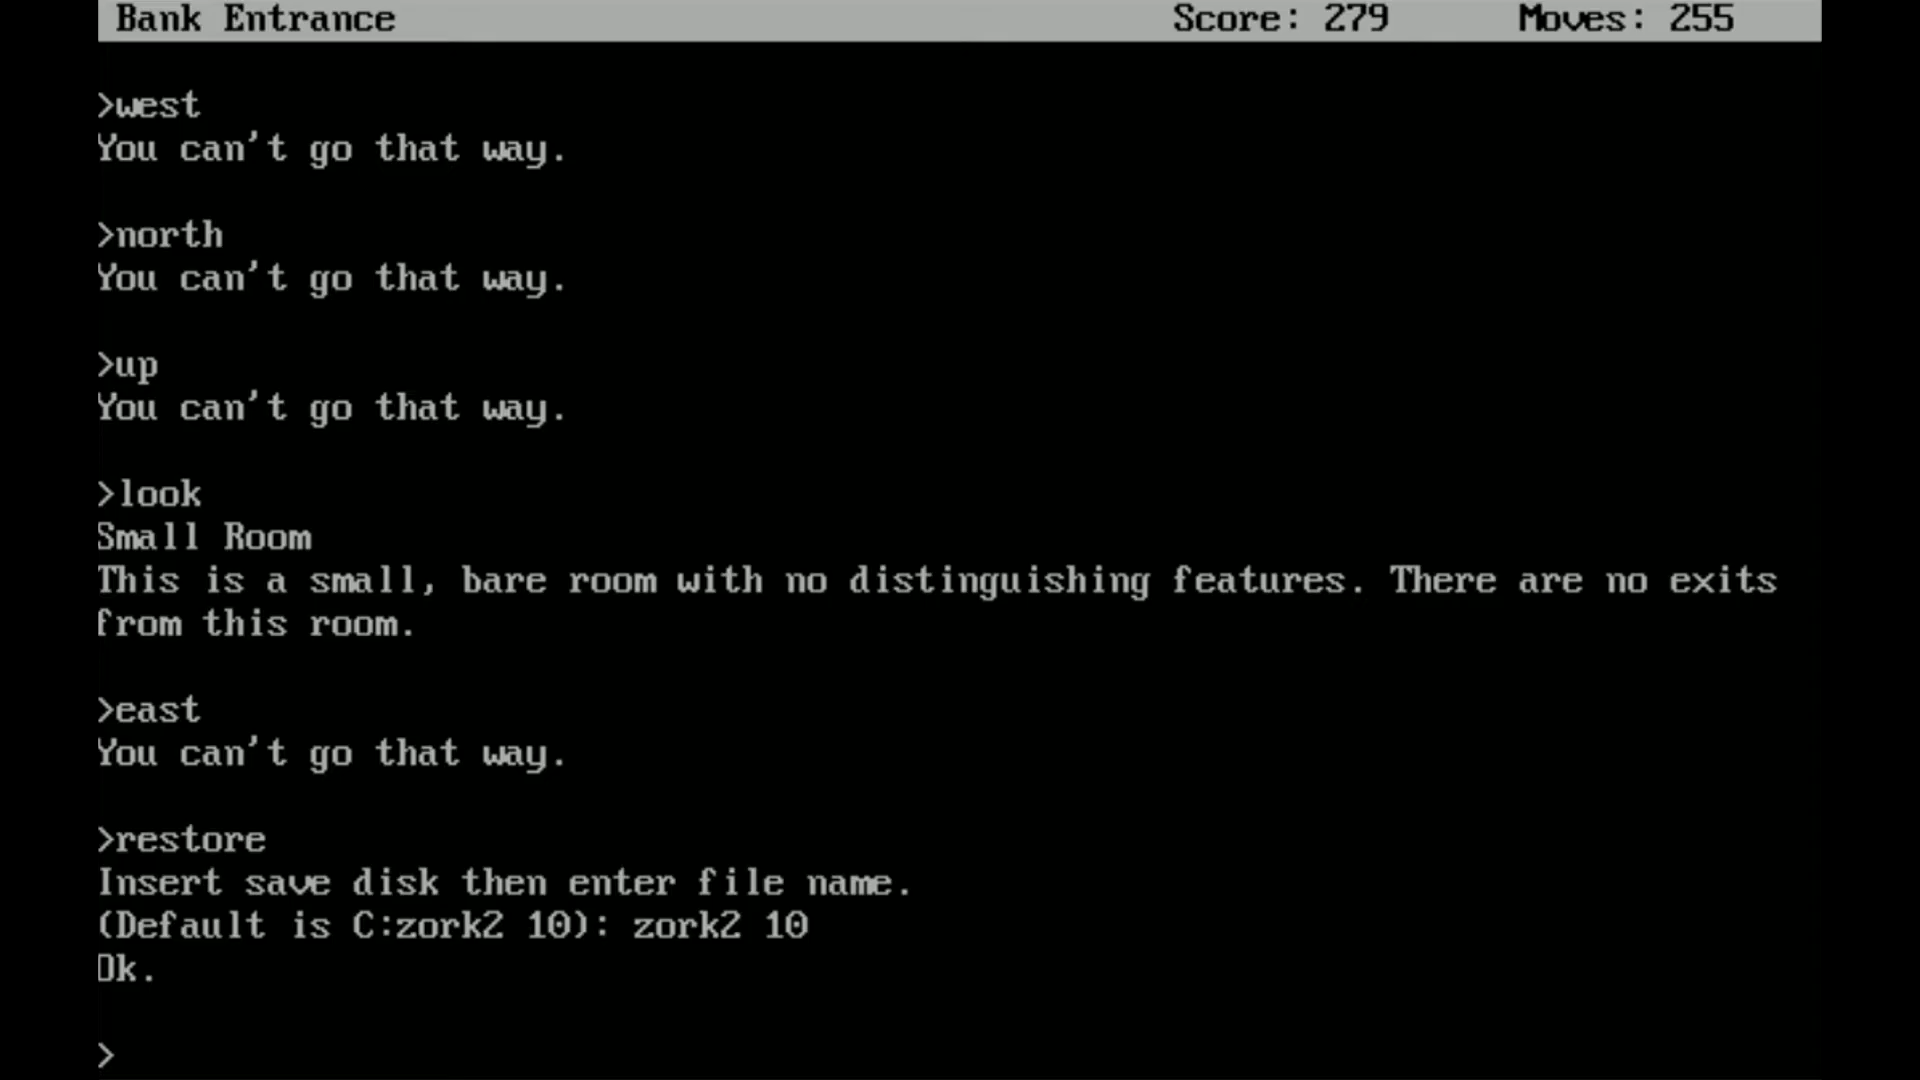 Bank Entrance Score: 279 Moves: 255
>west
You can't go that way.
>north
You can't go that way.
>up
You can't go that way.
>look
Small Room
This is a small, bare room with no distinguishing features. There are no exits
from this room.
>east
You can't go that way.
>restore
Insert save disk then enter file name.
(Default is C:zork2 10): zork2 10
Ok.
>